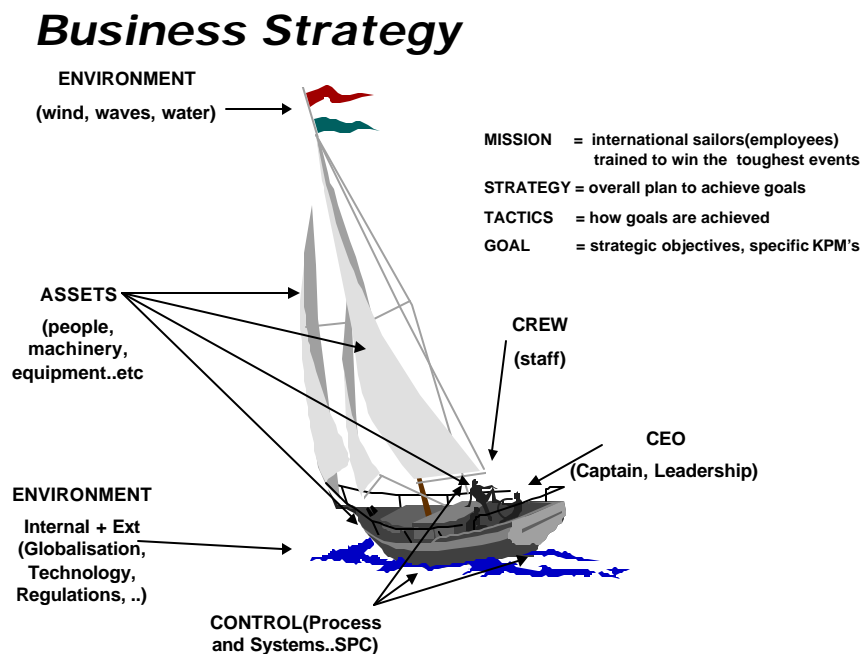 Business Strategy
ENVIRONMENT
(wind, waves, water)
MISSION = international sailors(employees)
trained to win the toughest events
STRATEGY = overall plan to achieve goals
TACTICS = how goals are achieved
GOAL = strategic objectives, specific KPM's
ASSETS
(people,
machinery,
equipment..etc
CREW
(staff)
CEO
(Captain, Leadership)
ENVIRONMENT
Internal + Ext
(Globalisation,
Technology,
Regulations, ..)
CONTROL(Process
and Systems..SPC)